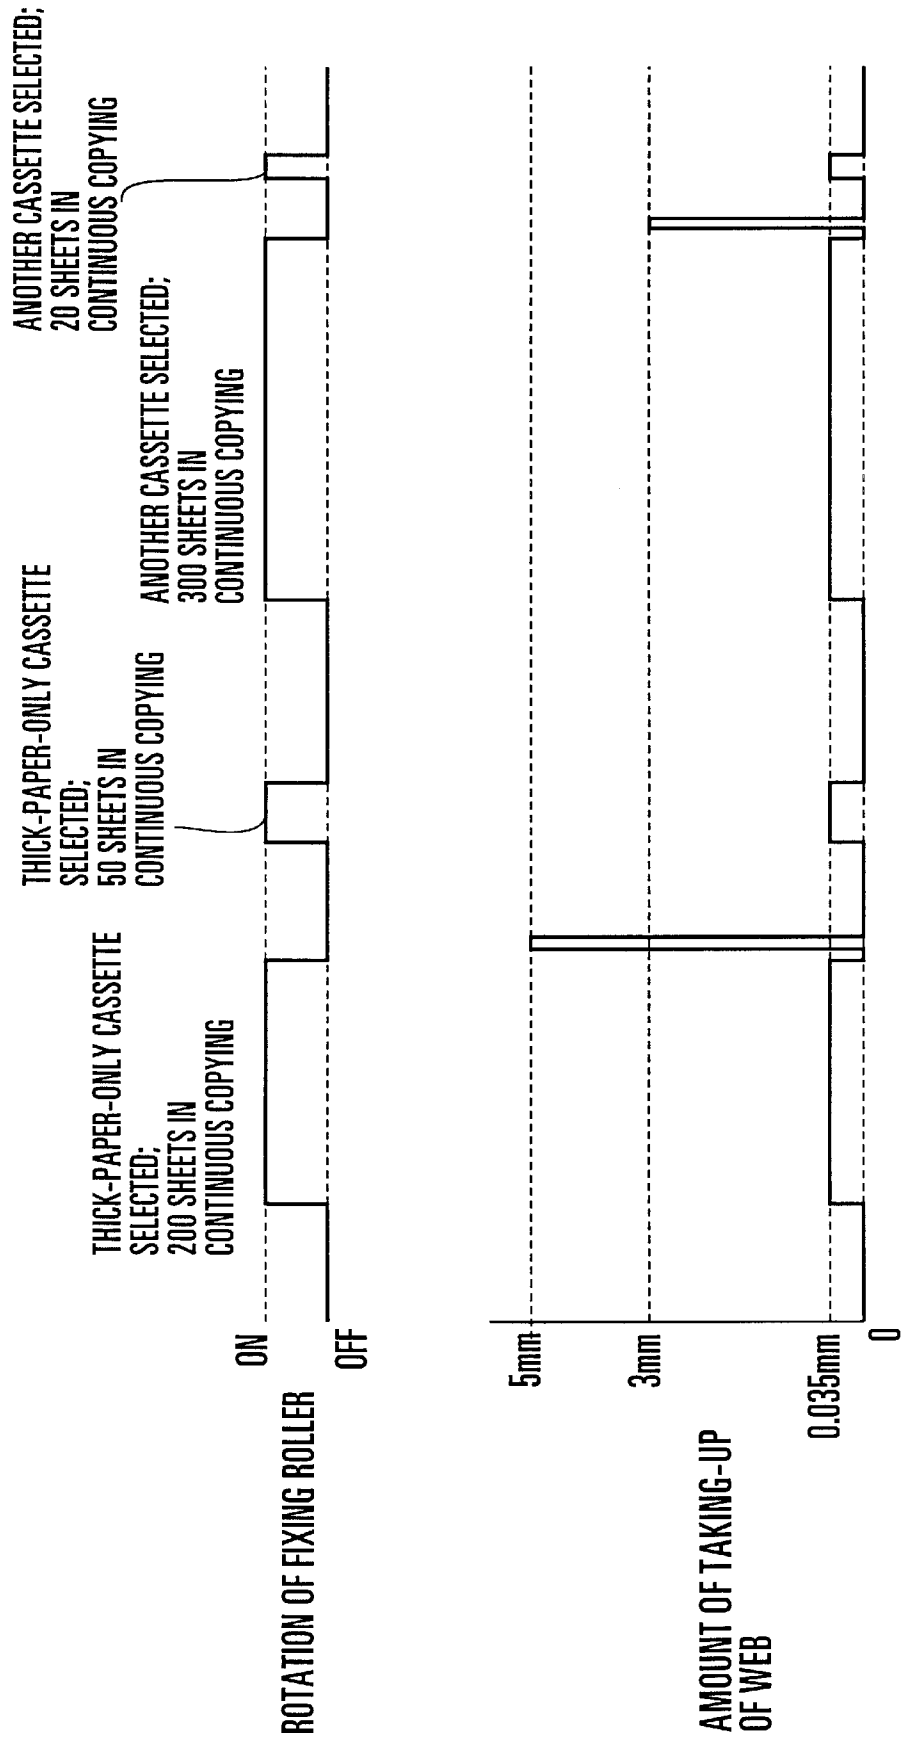 THICK-PAPER-ONLY CASSETTE
SELECTED;
200 SHEETS IN
CONTINUOUS COPYING
THICK-PAPER-ONLY CASSETTE
SELECTED;
50 SHEETS IN
CONTINUOUS COPYING
ANOTHER CASSETTE SELECTED;
300 SHEETS IN
CONTINUOUS COPYING
ANOTHER CASSETTE SELECTED;
20 SHEETS IN
CONTINUOUS COPYING
ROTATION OF FIXING ROLLER
ON
OFF
AMOUNT OF TAKING-UP
OF WEB
5mm
3mm
0.035mm
0